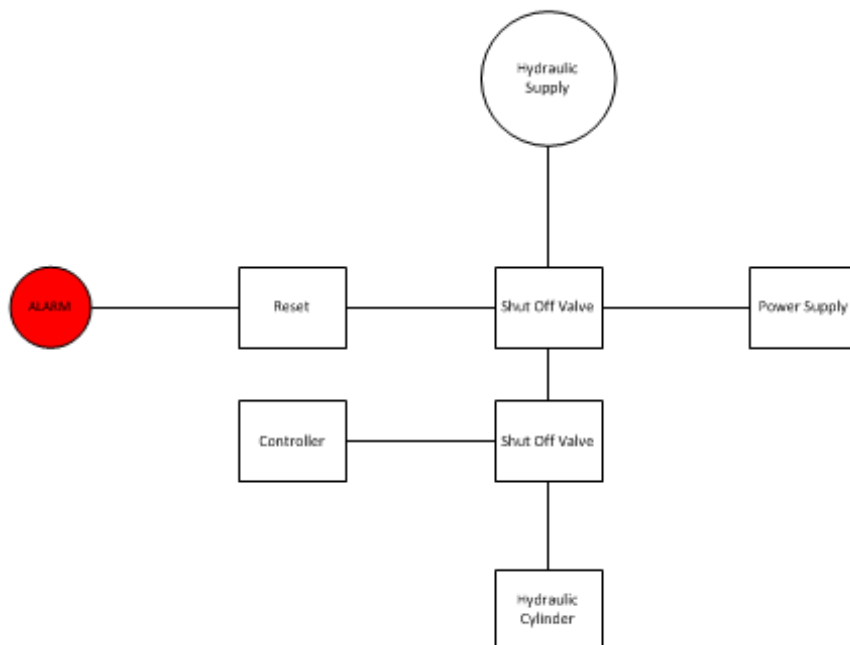 Hydraulic
Supply
ALARM
Reset
Shut Off Valve
Power Supply
Controller
Shut Off Valve
Hydraulic
Cylinder